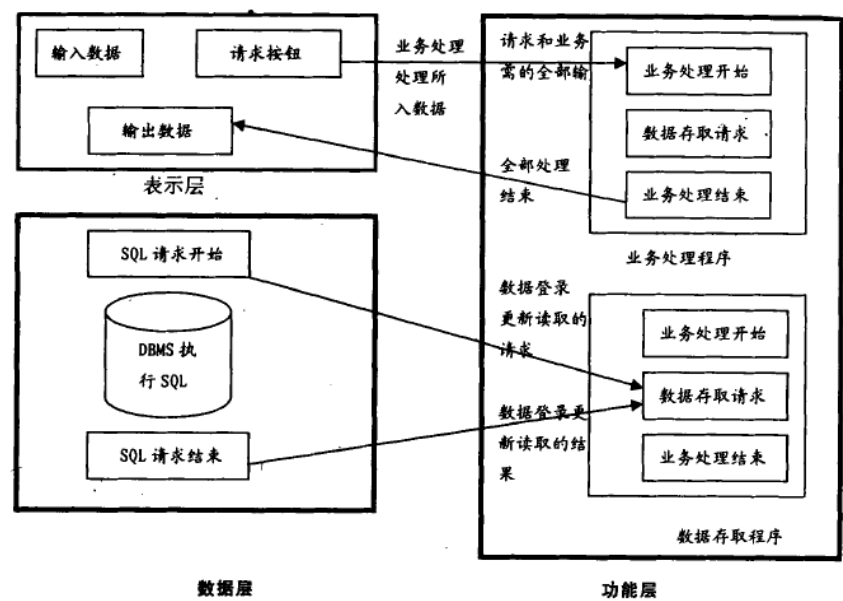 输入数据
请求按钮
输出数据
表示层
业务处理
处理所
入数据
请求和业务
需的全部输
业务处理开始
数据存取请求
全部处理
结束
业务处理结束
业务处理程序
SQL 请求开始
DBMS 执
行 SQL
SQL 请求结束
数据登录
更新读取的
请求
业务处理开始
数据存取请求
数据登录更
新读取的结
果
业务处理结束
数据存取程序
数据层
功能层